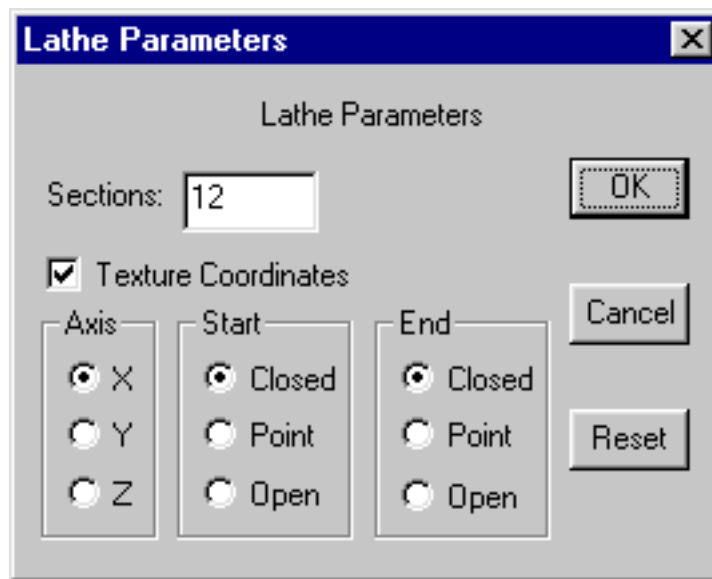 Lathe Parameters
Lathe Parameters
Sections: 12
OK
Texture Coordinates
Cancel
Axis Start End
X Closed Closed
Y Point Point
Reset
Z Open Open